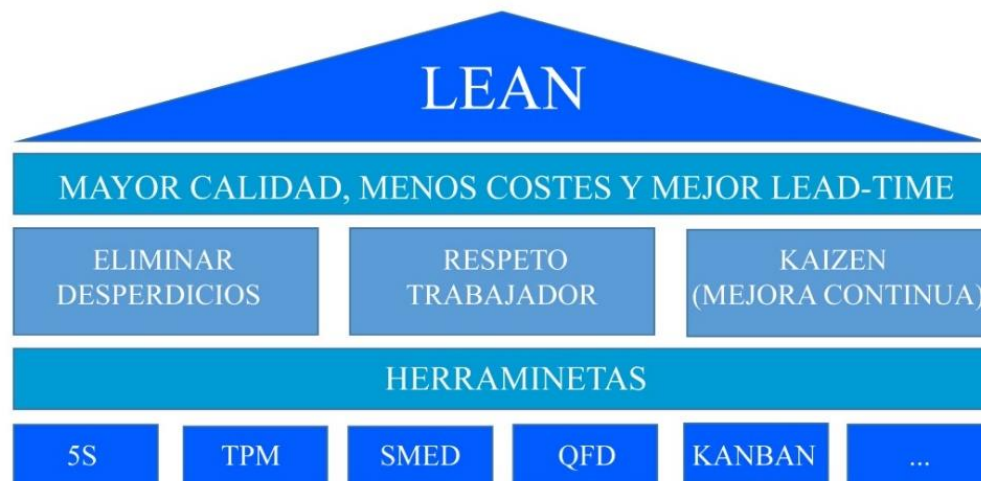 LEAN
MAYOR CALIDAD, MENOS COSTES Y MEJOR LEAD-TIME
ELIMINAR
DESPERDICIOS
RESPETO
TRABAJADOR
KAIZEN
(MEJORA CONTINUA)
HERRAMINETAS
5S
TPM
SMED
QFD
KANBAN
...